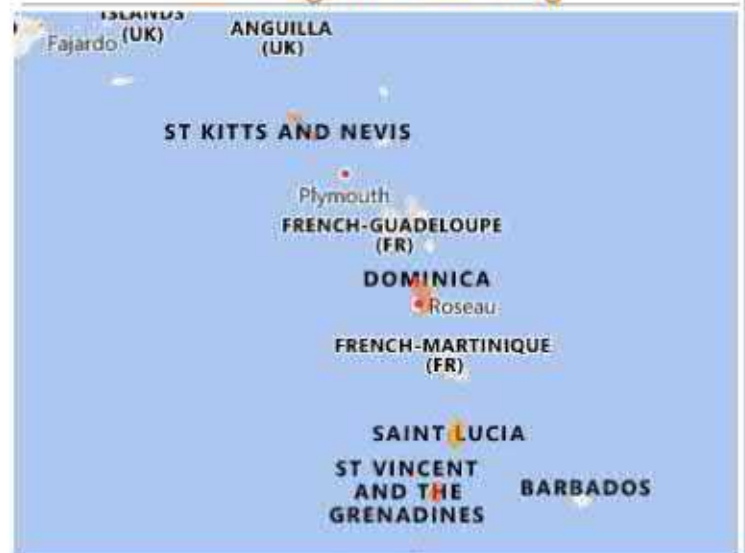 ISLANDS
(UK)
Fajardo
ANGUILLA
(UK)
ST KITTS AND NEVIS
Plymouth
FRENCH-GUADELOUPE
(FR)
DOMINICA
Roseau
FRENCH-MARTINIQUE
(FR)
SAINT LUCIA
ST VINCENT
AND THE
GRENADINES
BARBADOS